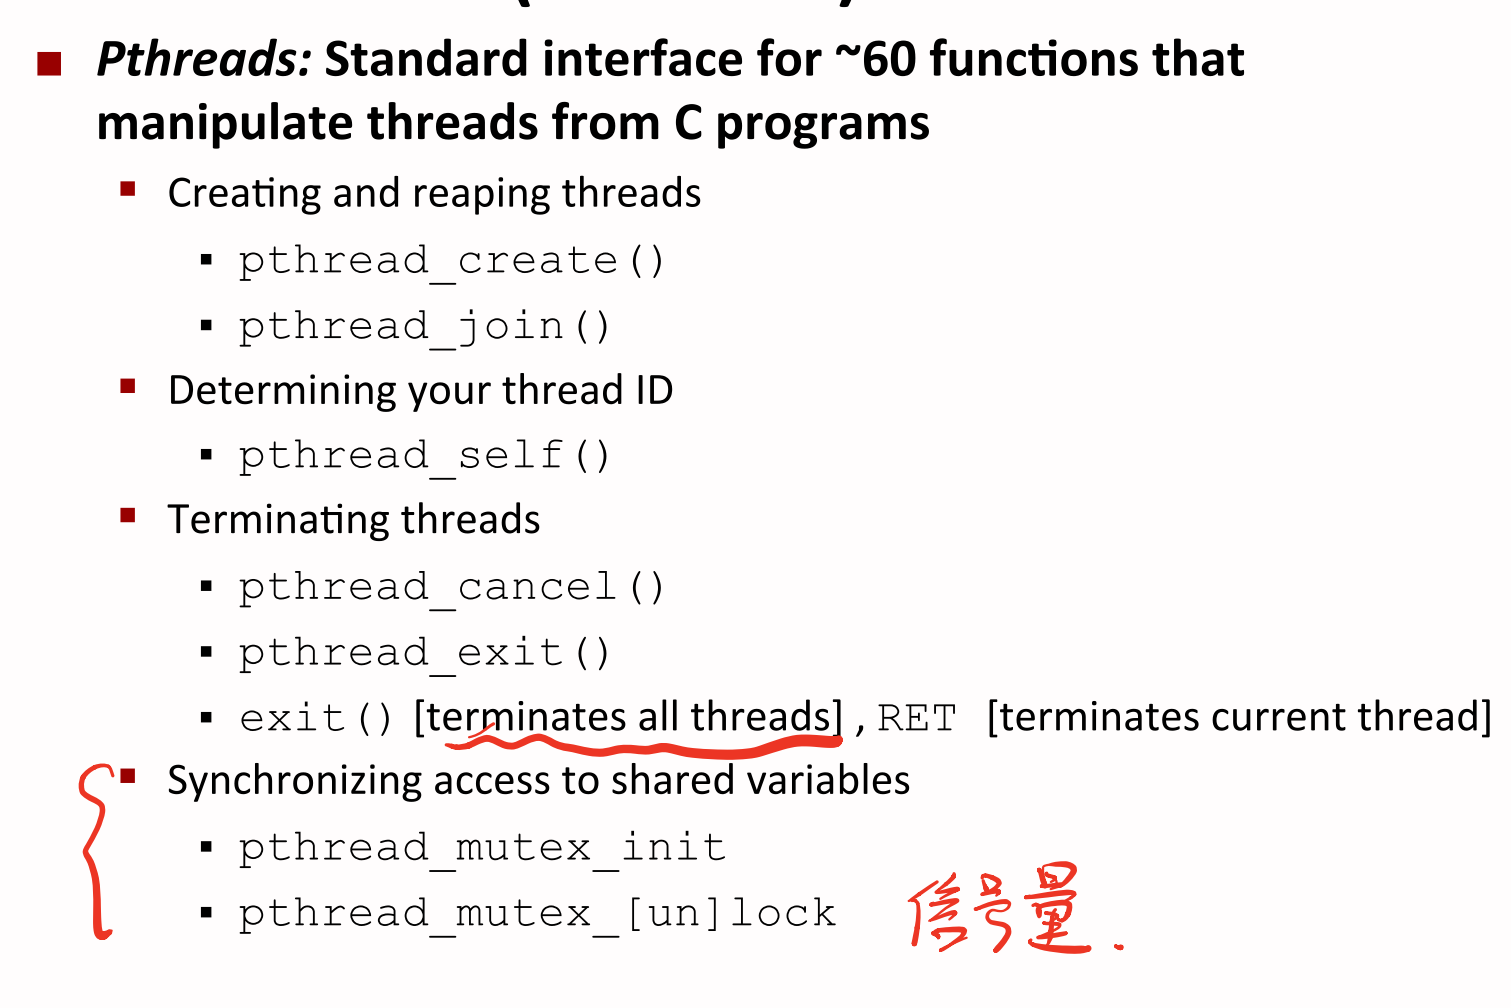 Pthreads: Standard interface for ~60 functions that
manipulate threads from C programs
Creating and reaping threads
pthread_create()
pthread_join()
Determining your thread ID
pthread_self()
Terminating threads
pthread_cancel()
pthread_exit()
exit() [terminates all threads] , RET [terminates current thread]
Synchronizing access to shared variables
pthread_mutex_init
pthread_mutex_[un]lock 信号量.